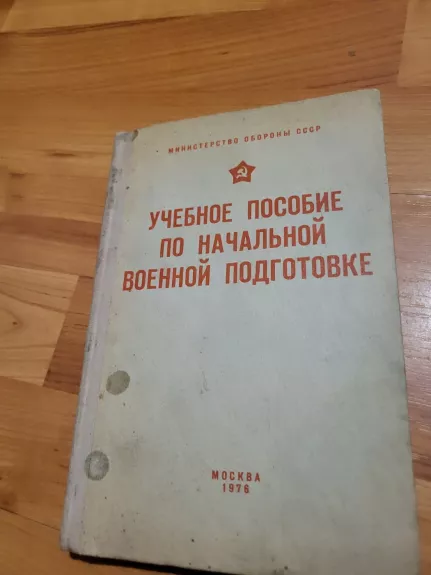 МИНИСТЕРСТВО ОБОРОНЫ СССР
УЧЕБНОЕ ПОСОБИЕ
ПО НАЧАЛЬНОЙ
ВОЕННОЙ ПОДГОТОВКЕ
МОСКВА
1976